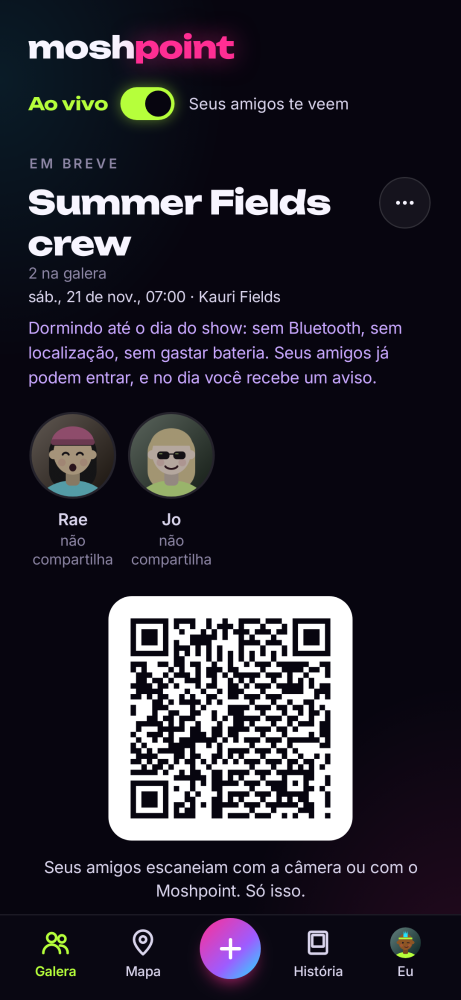 moshpoint
Ao vivo
Seus amigos te veem
EM BREVE
Summer Fields
crew
2 na galera
sáb., 21 de nov., 07:00 · Kauri Fields
Dormindo até o dia do show: sem Bluetooth, sem
localização, sem gastar bateria. Seus amigos já
podem entrar, e no dia você recebe um aviso.
Rae
não
compartilha
Jo
não
compartilha
Seus amigos escaneiam com a câmera ou com o
Moshpoint. Só isso.
Galera
Mapa
História
Eu